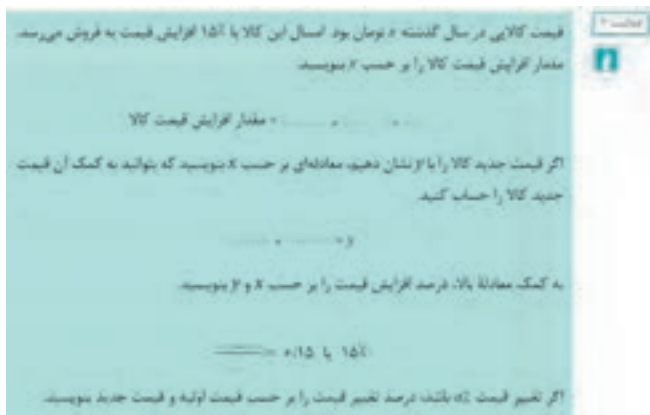 فعالیت ۲
قیمت کالایی در سال گذشته x تومان بود. امسال این کالا با ۱۵٪ افزایش قیمت به فروش می‌رسد.
مقدار افزایش قیمت کالا را بر حسب x بنویسید.
مقدار افزایش قیمت کالا =
اگر قیمت جدید کالا را با y نشان دهیم، معادله‌ای بر حسب x بنویسید که بتوانید به کمک آن قیمت
جدید کالا را حساب کنید.
y = + 
به کمک معادلهٔ بالا، درصد افزایش قیمت را بر حسب x و y بنویسید.
۱۵٪ یا ۰/۱۵ =
اگر تغییر قیمت a٪ باشد، درصد تغییر قیمت را بر حسب قیمت اولیه و قیمت جدید بنویسید.